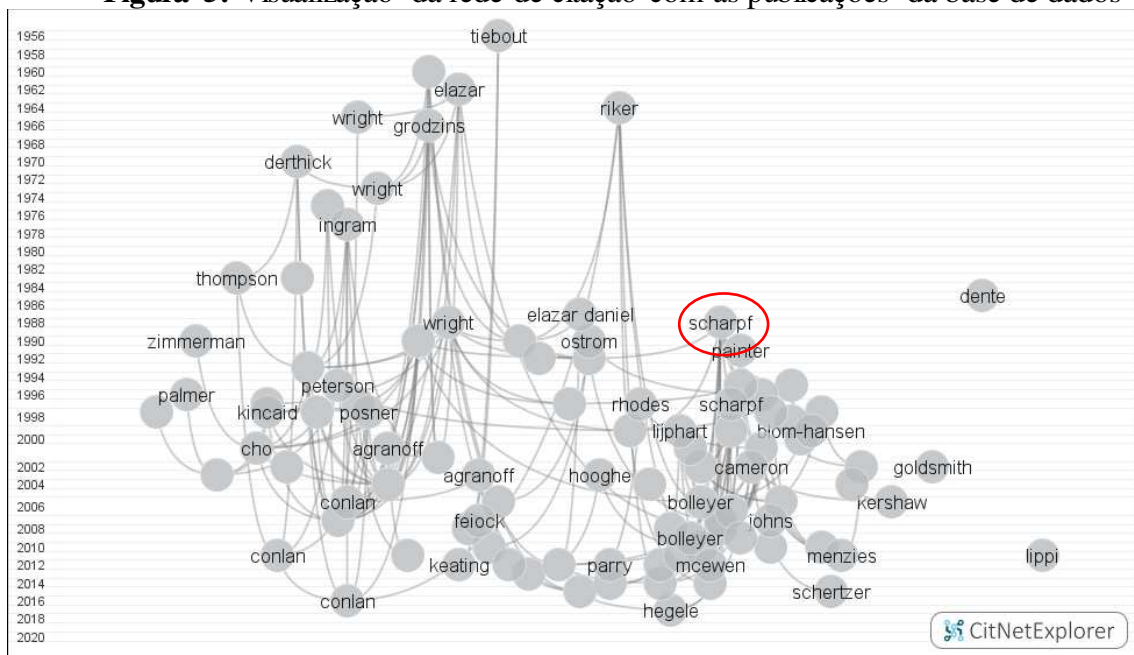 Figura 3: Visualização da rede de citação com as publicações da base de dados
1956
tiebout
1958
1960
1962
elazar
1964
riker
wright
1966
grodzins
1968
derthick
1970
1972
wright
1974
1976
ingram
1978
1980
1982
thompson
1984
dente
1986
elazar daniel
1988
wright
scharpf
1990
zimmerman
ostrom
painter
1992
1994
peterson
1996
palmer
rhodes
scharpf
1998
kincaid
posner
lijphart
blom-hansen
2000
cho
agranoff
2002
agranoff
hooghe
cameron
goldsmith
2004
conlan
bolleyer
kershaw
2006
feiock
johns
2008
bolleyer
2010
conlan
menzies
lippi
2012
keating
parry
mcewen
2014
schertzer
2016
conlan
hegele
2018
2020
CitNetExplorer